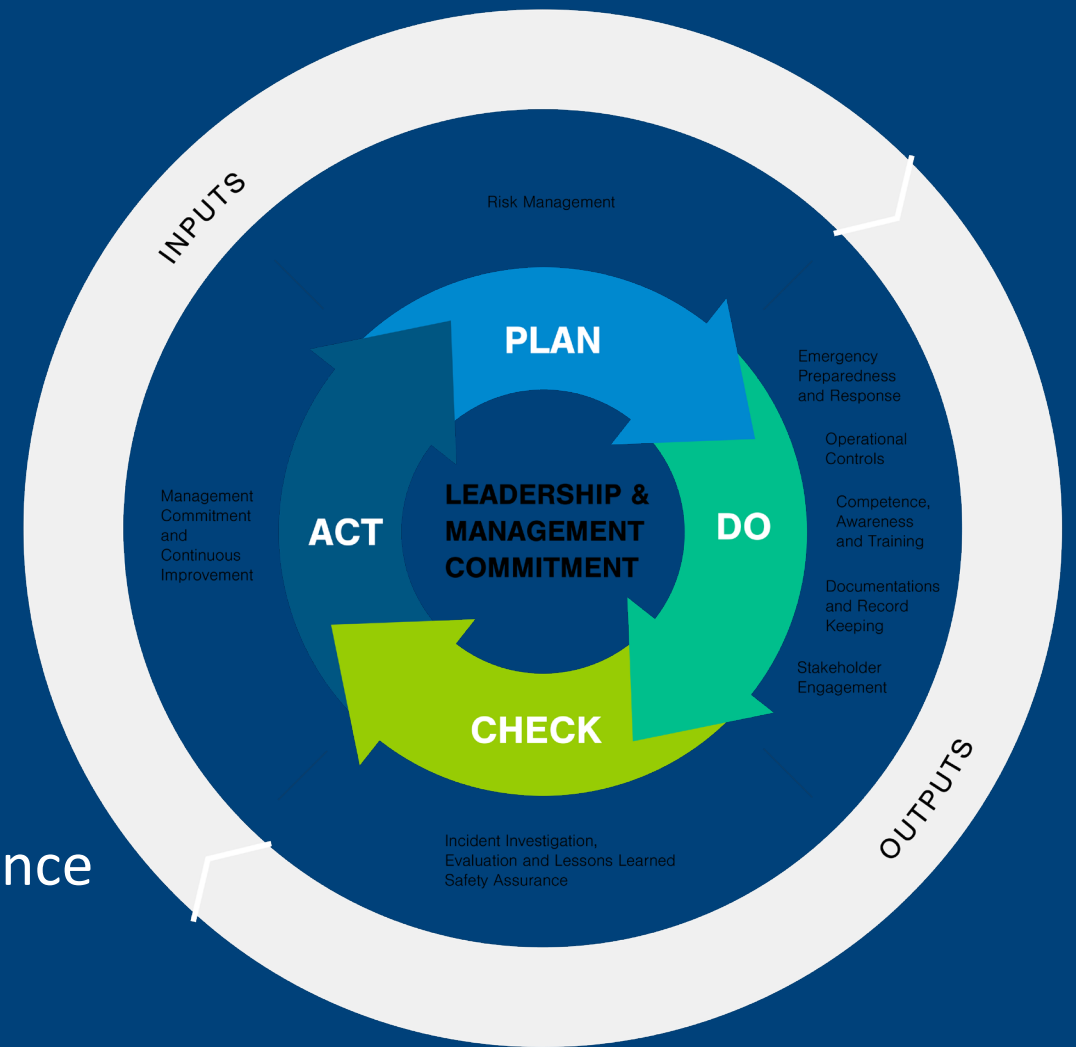 INPUTS
Risk Management
PLAN
Emergency
Preparedness
and Response
Operational
Controls
Competence,
Awareness
and Training
DO
Documentations
and Record
Keeping
Stakeholder
Engagement
LEADERSHIP &
MANAGEMENT
COMMITMENT
ACT
Management
Commitment
and
Continuous
Improvement
CHECK
Incident Investigation,
Evaluation and Lessons Learned
Safety Assurance
OUTPUTS
nce